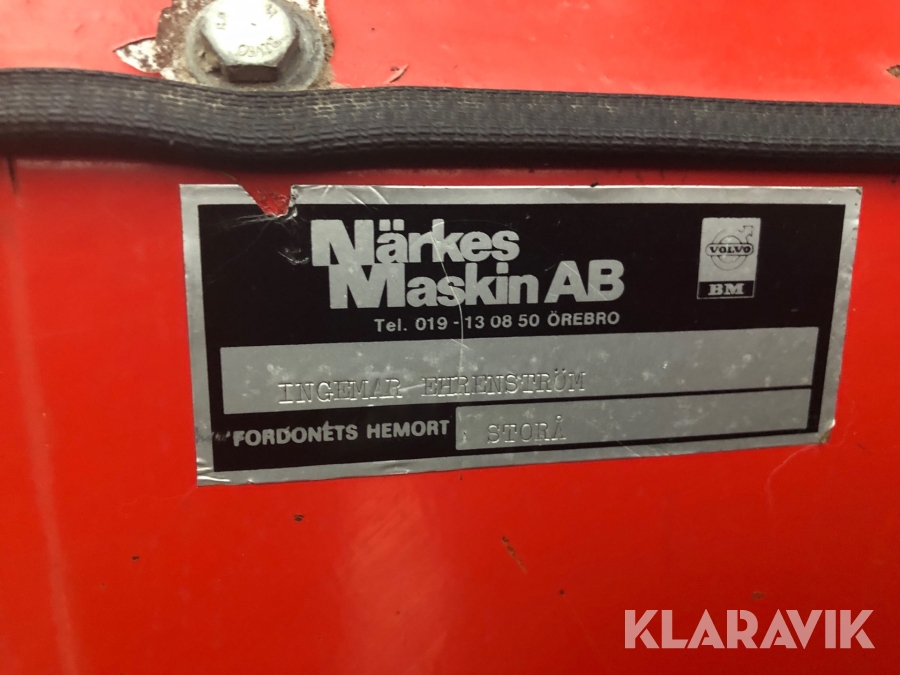 Närkes
Maskin AB
Tel. 019 - 13 08 50 ÖREBRO
VOLVO
BM
INGEMAR EHRENSTRÖM
FORDONETS HEMORT STORÅ
KLARAVIK